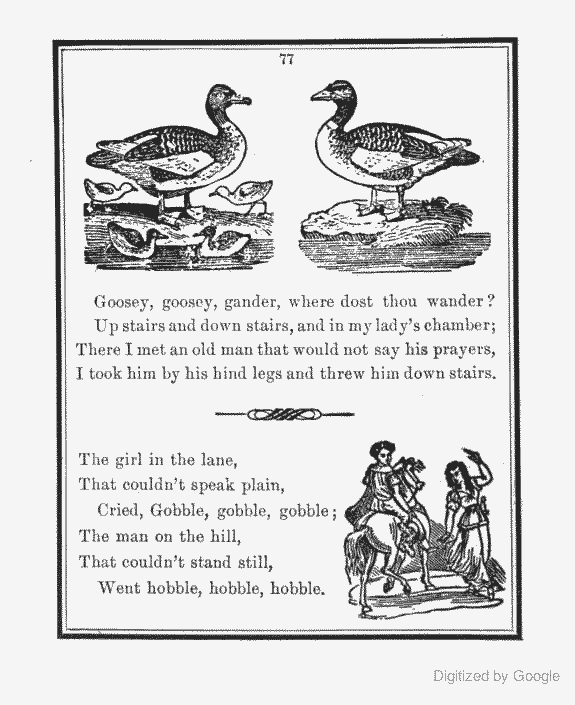 77
Goosey, goosey, gander, where dost thou wander?
Up stairs and down stairs, and in my lady's chamber;
There I met an old man that would not say his prayers,
I took him by his hind legs and threw him down stairs.
The girl in the lane,
That couldn't speak plain,
Cried, Gobble, gobble, gobble;
The man on the hill,
That couldn't stand still,
Went hobble, hobble, hobble.
Digitized by Google